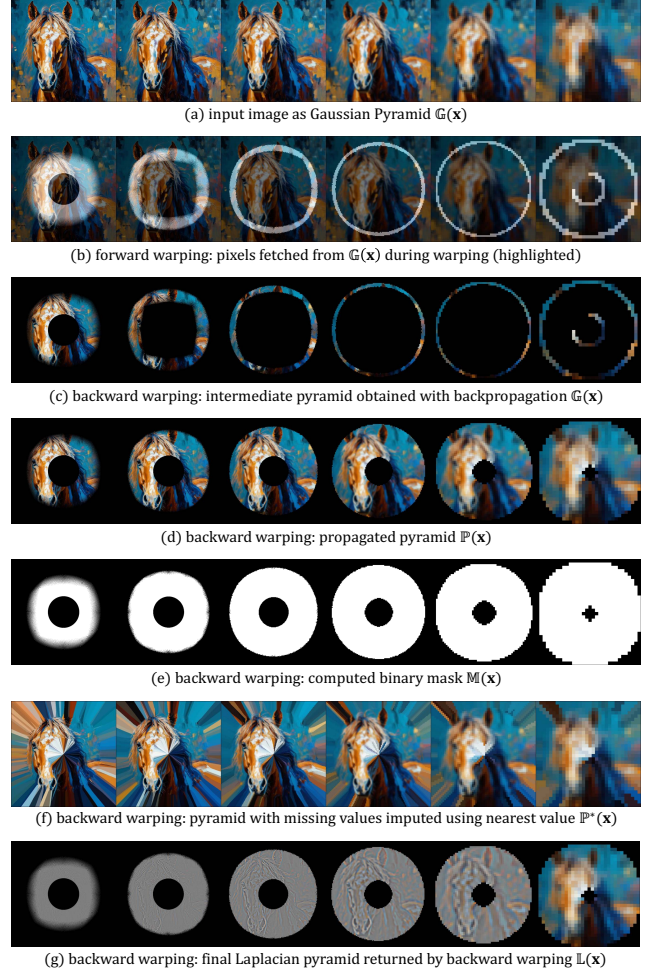 (a) input image as Gaussian Pyramid 𝔾(𝐱)
(b) forward warping: pixels fetched from 𝔾(𝐱) during warping (highlighted)
(c) backward warping: intermediate pyramid obtained with backpropagation 𝔾(𝐱)
(d) backward warping: propagated pyramid ℙ(𝐱)
(e) backward warping: computed binary mask 𝕄(𝐱)
(f) backward warping: pyramid with missing values imputed using nearest value ℙ*(𝐱)
(g) backward warping: final Laplacian pyramid returned by backward warping 𝕃(𝐱)